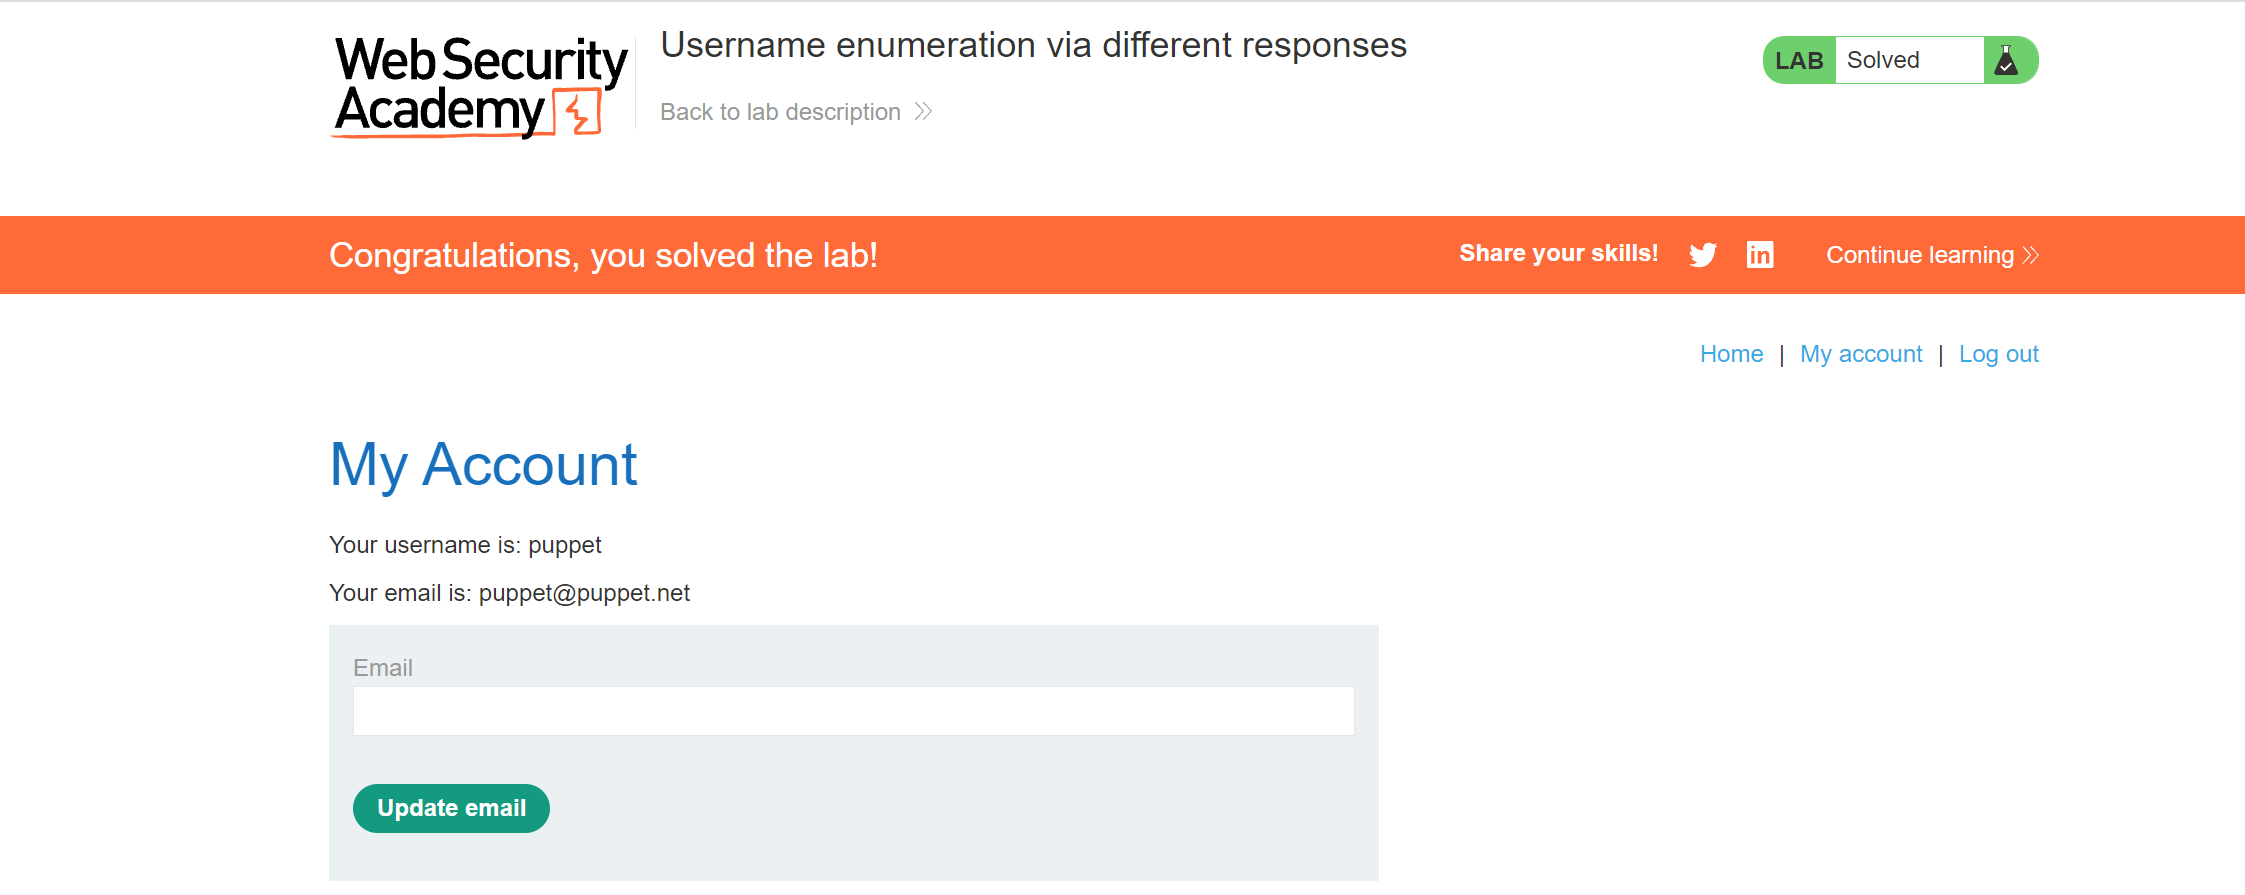 Web Security
Academy
Username enumeration via different responses
Back to lab description
LAB Solved
Congratulations, you solved the lab!
Share your skills!
in
Continue learning
Home | My account | Log out
My Account
Your username is: puppet
Your email is: puppet@puppet.net
Email
Update email